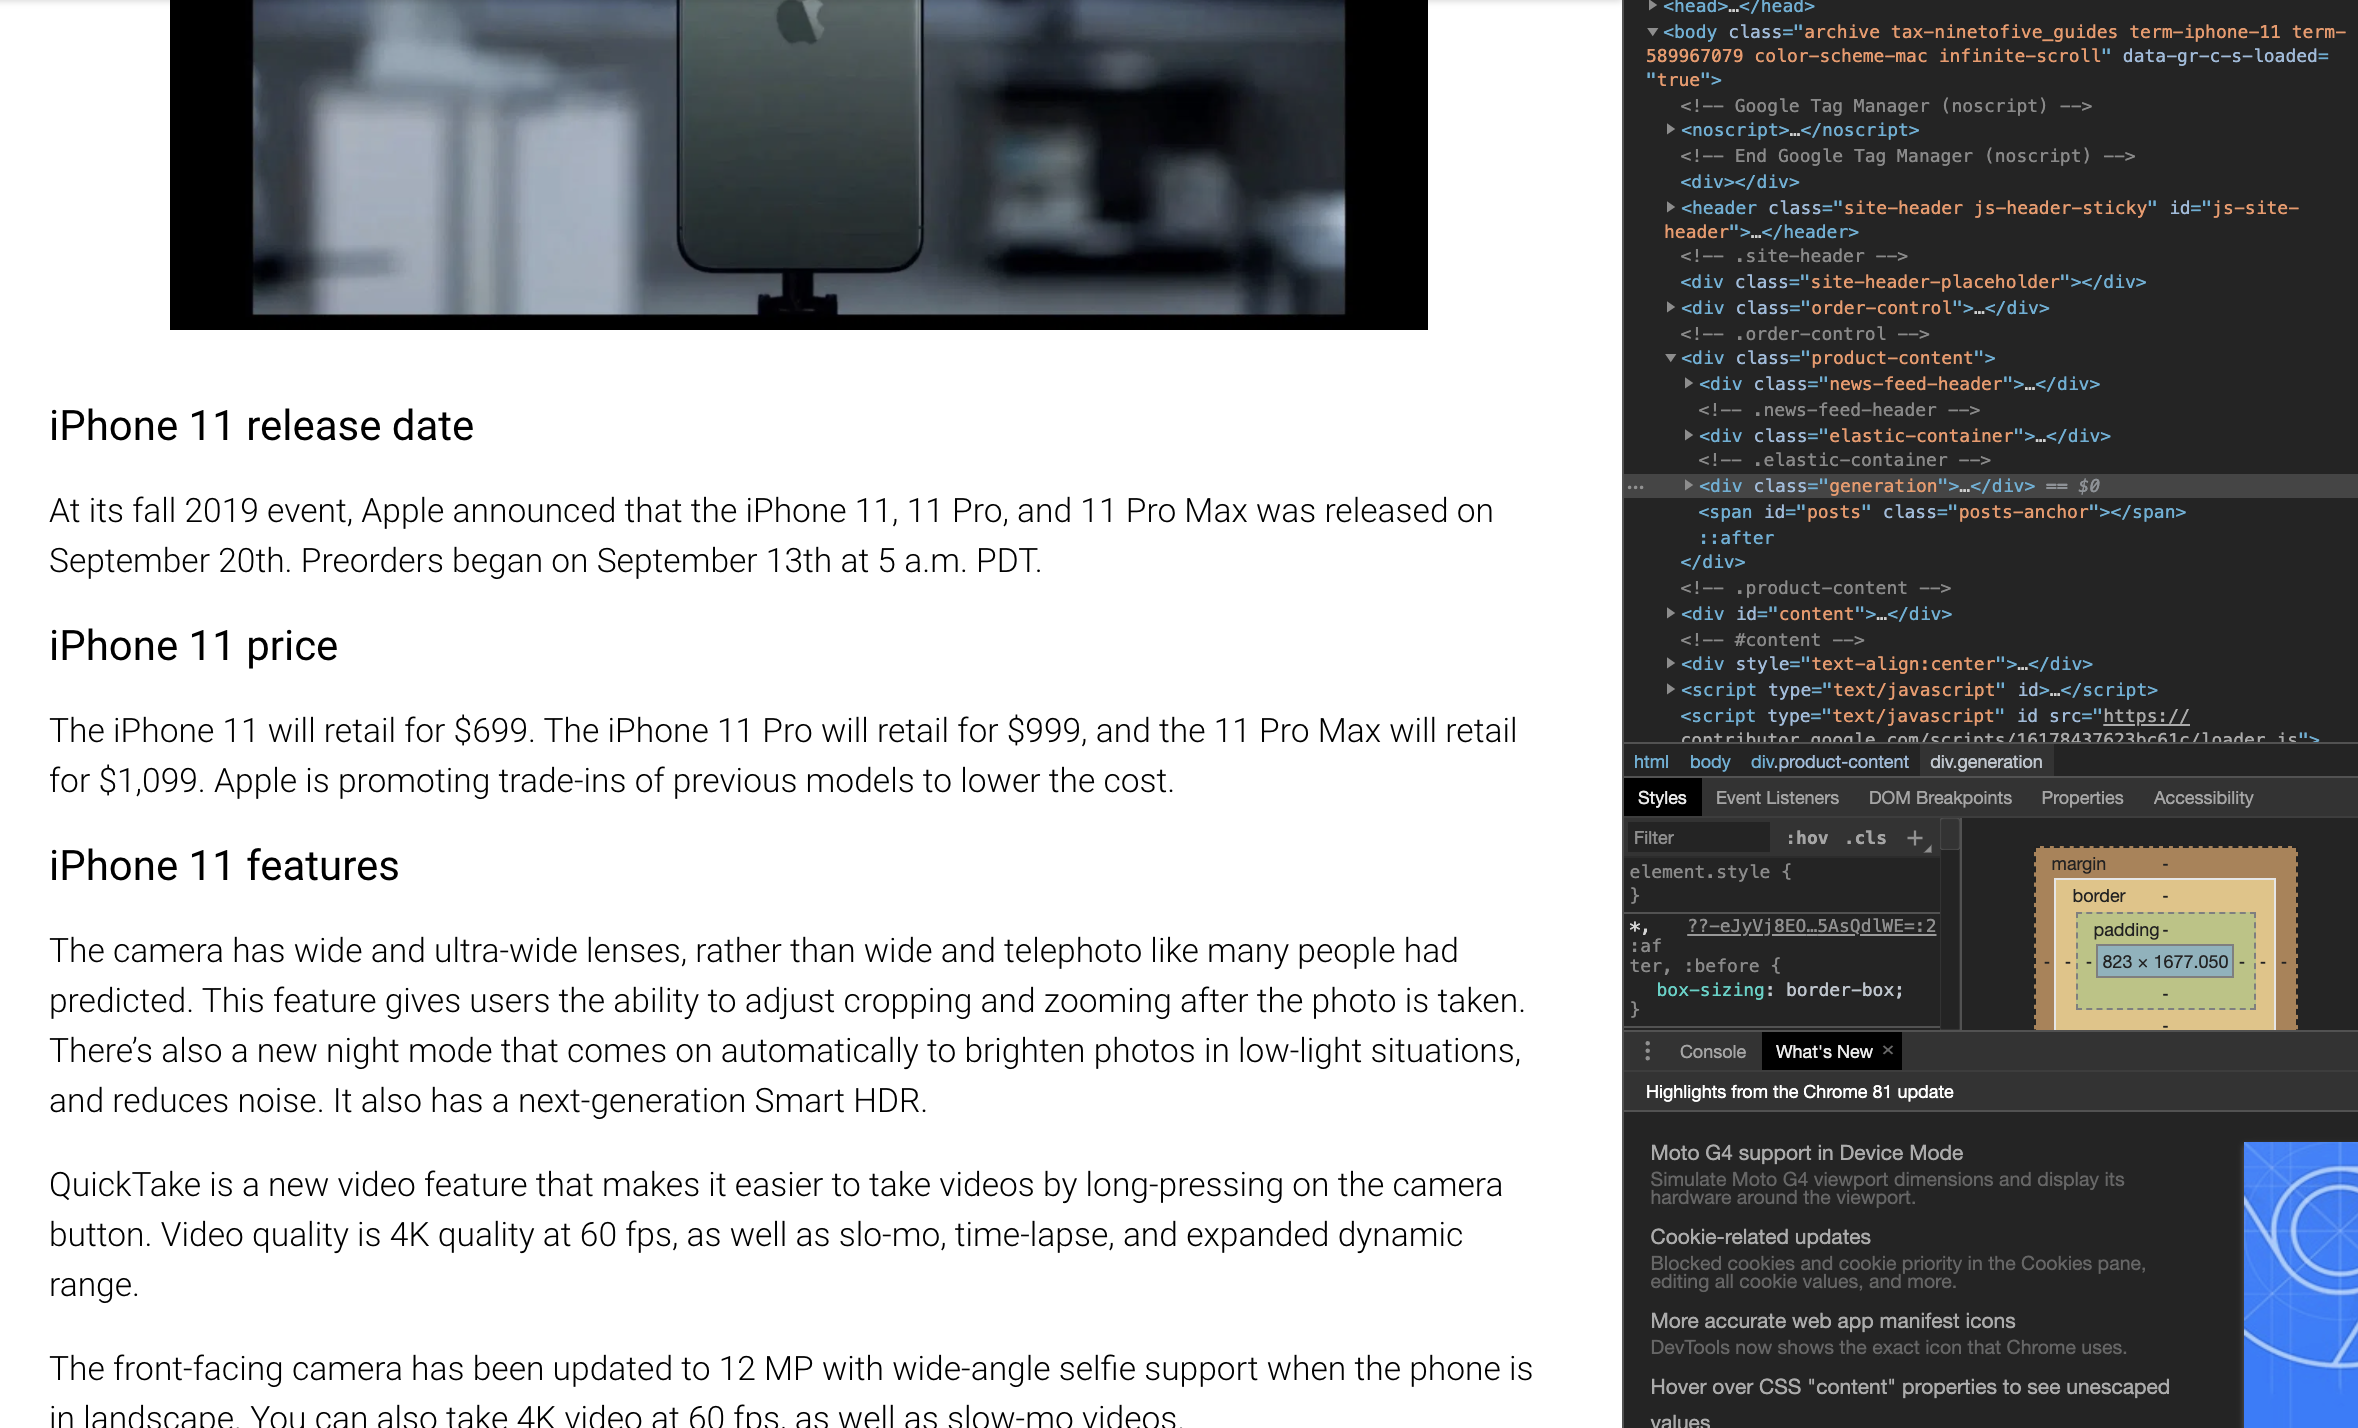 iPhone 11 release date
At its fall 2019 event, Apple announced that the iPhone 11, 11 Pro, and 11 Pro Max was released on
September 20th. Preorders began on September 13th at 5 a.m. PDT.
iPhone 11 price
The iPhone 11 will retail for $699. The iPhone 11 Pro will retail for $999, and the 11 Pro Max will retail
for $1,099. Apple is promoting trade-ins of previous models to lower the cost.
iPhone 11 features
The camera has wide and ultra-wide lenses, rather than wide and telephoto like many people had
predicted. This feature gives users the ability to adjust cropping and zooming after the photo is taken.
There’s also a new night mode that comes on automatically to brighten photos in low-light situations,
and reduces noise. It also has a next-generation Smart HDR.
QuickTake is a new video feature that makes it easier to take videos by long-pressing on the camera
button. Video quality is 4K quality at 60 fps, as well as slo-mo, time-lapse, and expanded dynamic
range.
The front-facing camera has been updated to 12 MP with wide-angle selfie support when the phone is
in landscape. You can also take 4K video at 60 fps, as well as slow-mo videos.
<head>…</head>
<body class="archive tax-ninetofive_guides term-iphone-11 term-
589967079 color-scheme-mac infinite-scroll" data-gr-c-s-loaded=
"true">
<!-- Google Tag Manager (noscript) -->
<noscript>…</noscript>
<!-- End Google Tag Manager (noscript) -->
<div></div>
<header class="site-header js-header-sticky" id="js-site-
header">…</header>
<!-- .site-header -->
<div class="site-header-placeholder"></div>
<div class="order-control">…</div>
<!-- .order-control -->
<div class="product-content">
<div class="news-feed-header">…</div>
<!-- .news-feed-header -->
<div class="elastic-container">…</div>
<!-- .elastic-container -->
<div class="generation">…</div> == $0
<span id="posts" class="posts-anchor"></span>
::after
</div>
<!-- .product-content -->
<div id="content">…</div>
<!-- #content -->
<div style="text-align:center">…</div>
<script type="text/javascript" id>…</script>
<script type="text/javascript" id src="https://
contributor.google.com/scripts/16178437623bc61c/loader.js">
html body div.product-content div.generation
Styles Event Listeners DOM Breakpoints Properties Accessibility
Filter :hov .cls +
element.style {
}
*, ??-eJyVj8EO…5AsQdlWE=:2
:af
ter, :before {
box-sizing: border-box;
}
margin -
border -
padding -
- - - 823 × 1677.050 - - -
-
-
Console What's New ×
Highlights from the Chrome 81 update
Moto G4 support in Device Mode
Simulate Moto G4 viewport dimensions and display its
hardware around the viewport.
Cookie-related updates
Blocked cookies and cookie priority in the Cookies pane,
editing all cookie values, and more.
More accurate web app manifest icons
DevTools now shows the exact icon that Chrome uses.
Hover over CSS "content" properties to see unescaped
values